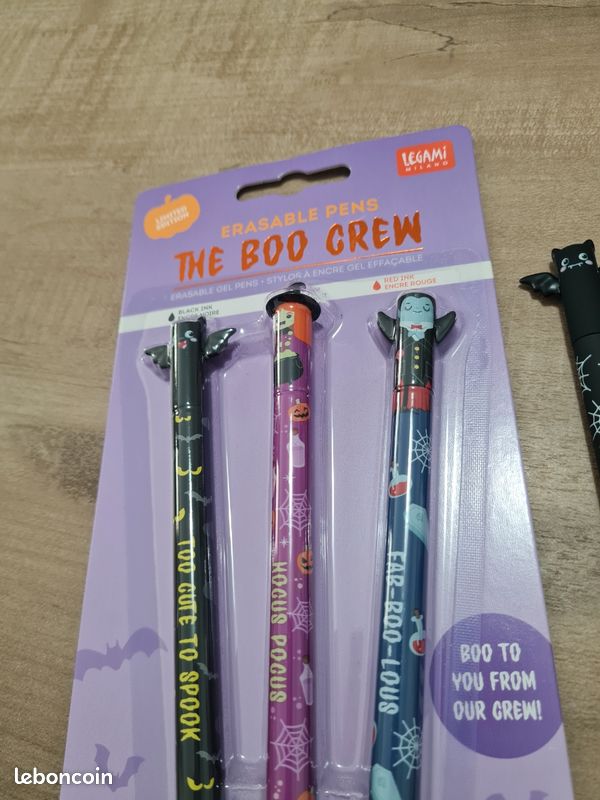 LEGAMI
MILANO
LIMITED
EDITION
ERASABLE PENS
THE BOO CREW
ERASABLE GEL PENS • STYLOS À ENCRE GEL EFFAÇABLE
BLACK INK
ENCRE NOIRE
RED INK
ENCRE ROUGE
TOO CUTE TO SPOOK
HOCUS POCUS
FAB-BOO-LOUS
BOO TO
YOU FROM
OUR CREW!
leboncoin